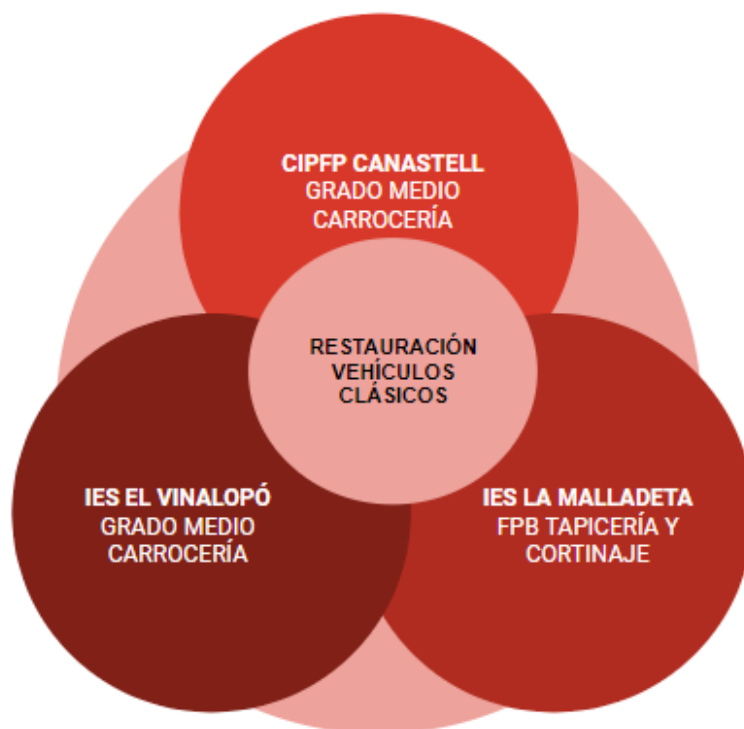 CIPFP CANASTELL
GRADO MEDIO
CARROCERÍA
RESTAURACIÓN
VEHÍCULOS
CLÁSICOS
IES EL VINALOPÓ
GRADO MEDIO
CARROCERÍA
IES LA MALLADETA
FPB TAPICERÍA Y
CORTINAJE